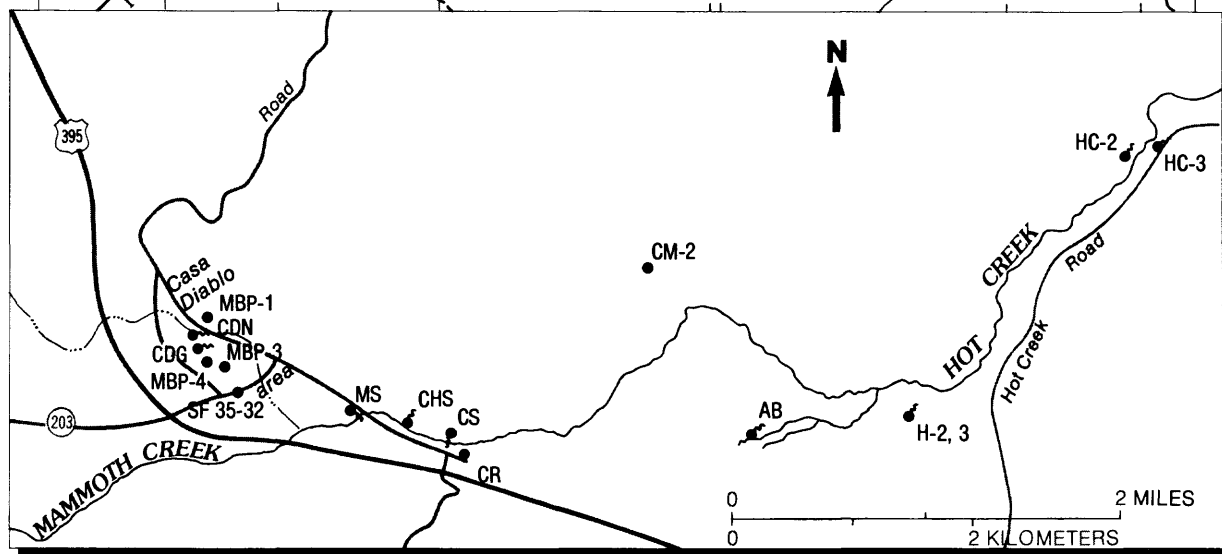 N
395
Road
HC-2
HC-3
CREEK
Road
CM-2
Casa
Diablo
MBP-1
CDN
CDG
MBP-3
MBP-4
area
SF 35-32
203
MS
CHS
CS
CR
HOT
Hot Creek
AB
H-2, 3
MAMMOTH CREEK
0 2 MILES
0 2 KILOMETERS